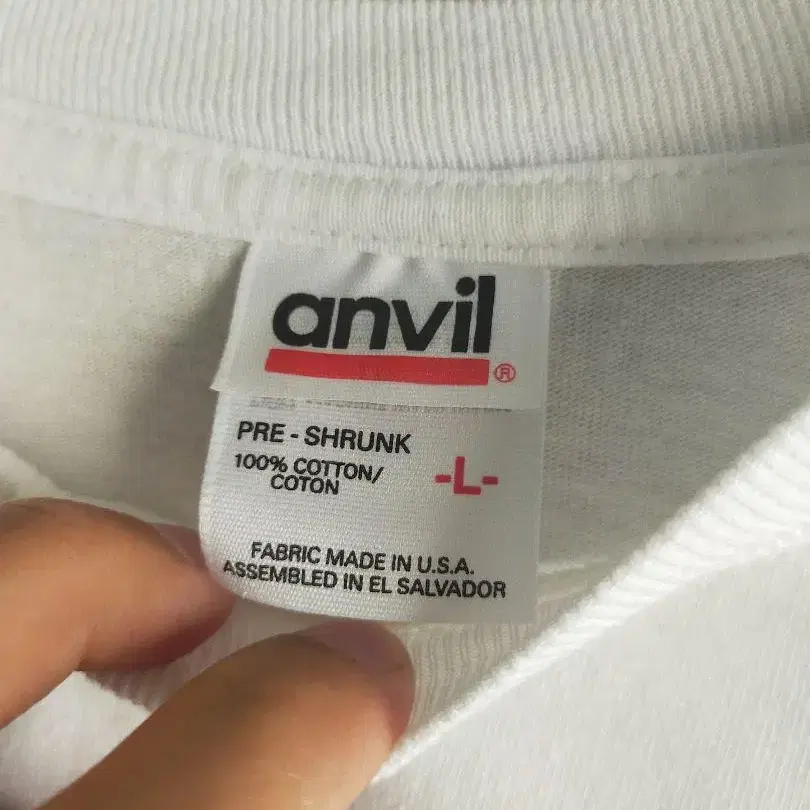 anvil®
PRE - SHRUNK
100% COTTON/
COTON
-L-
FABRIC MADE IN U.S.A.
ASSEMBLED IN EL SALVADOR